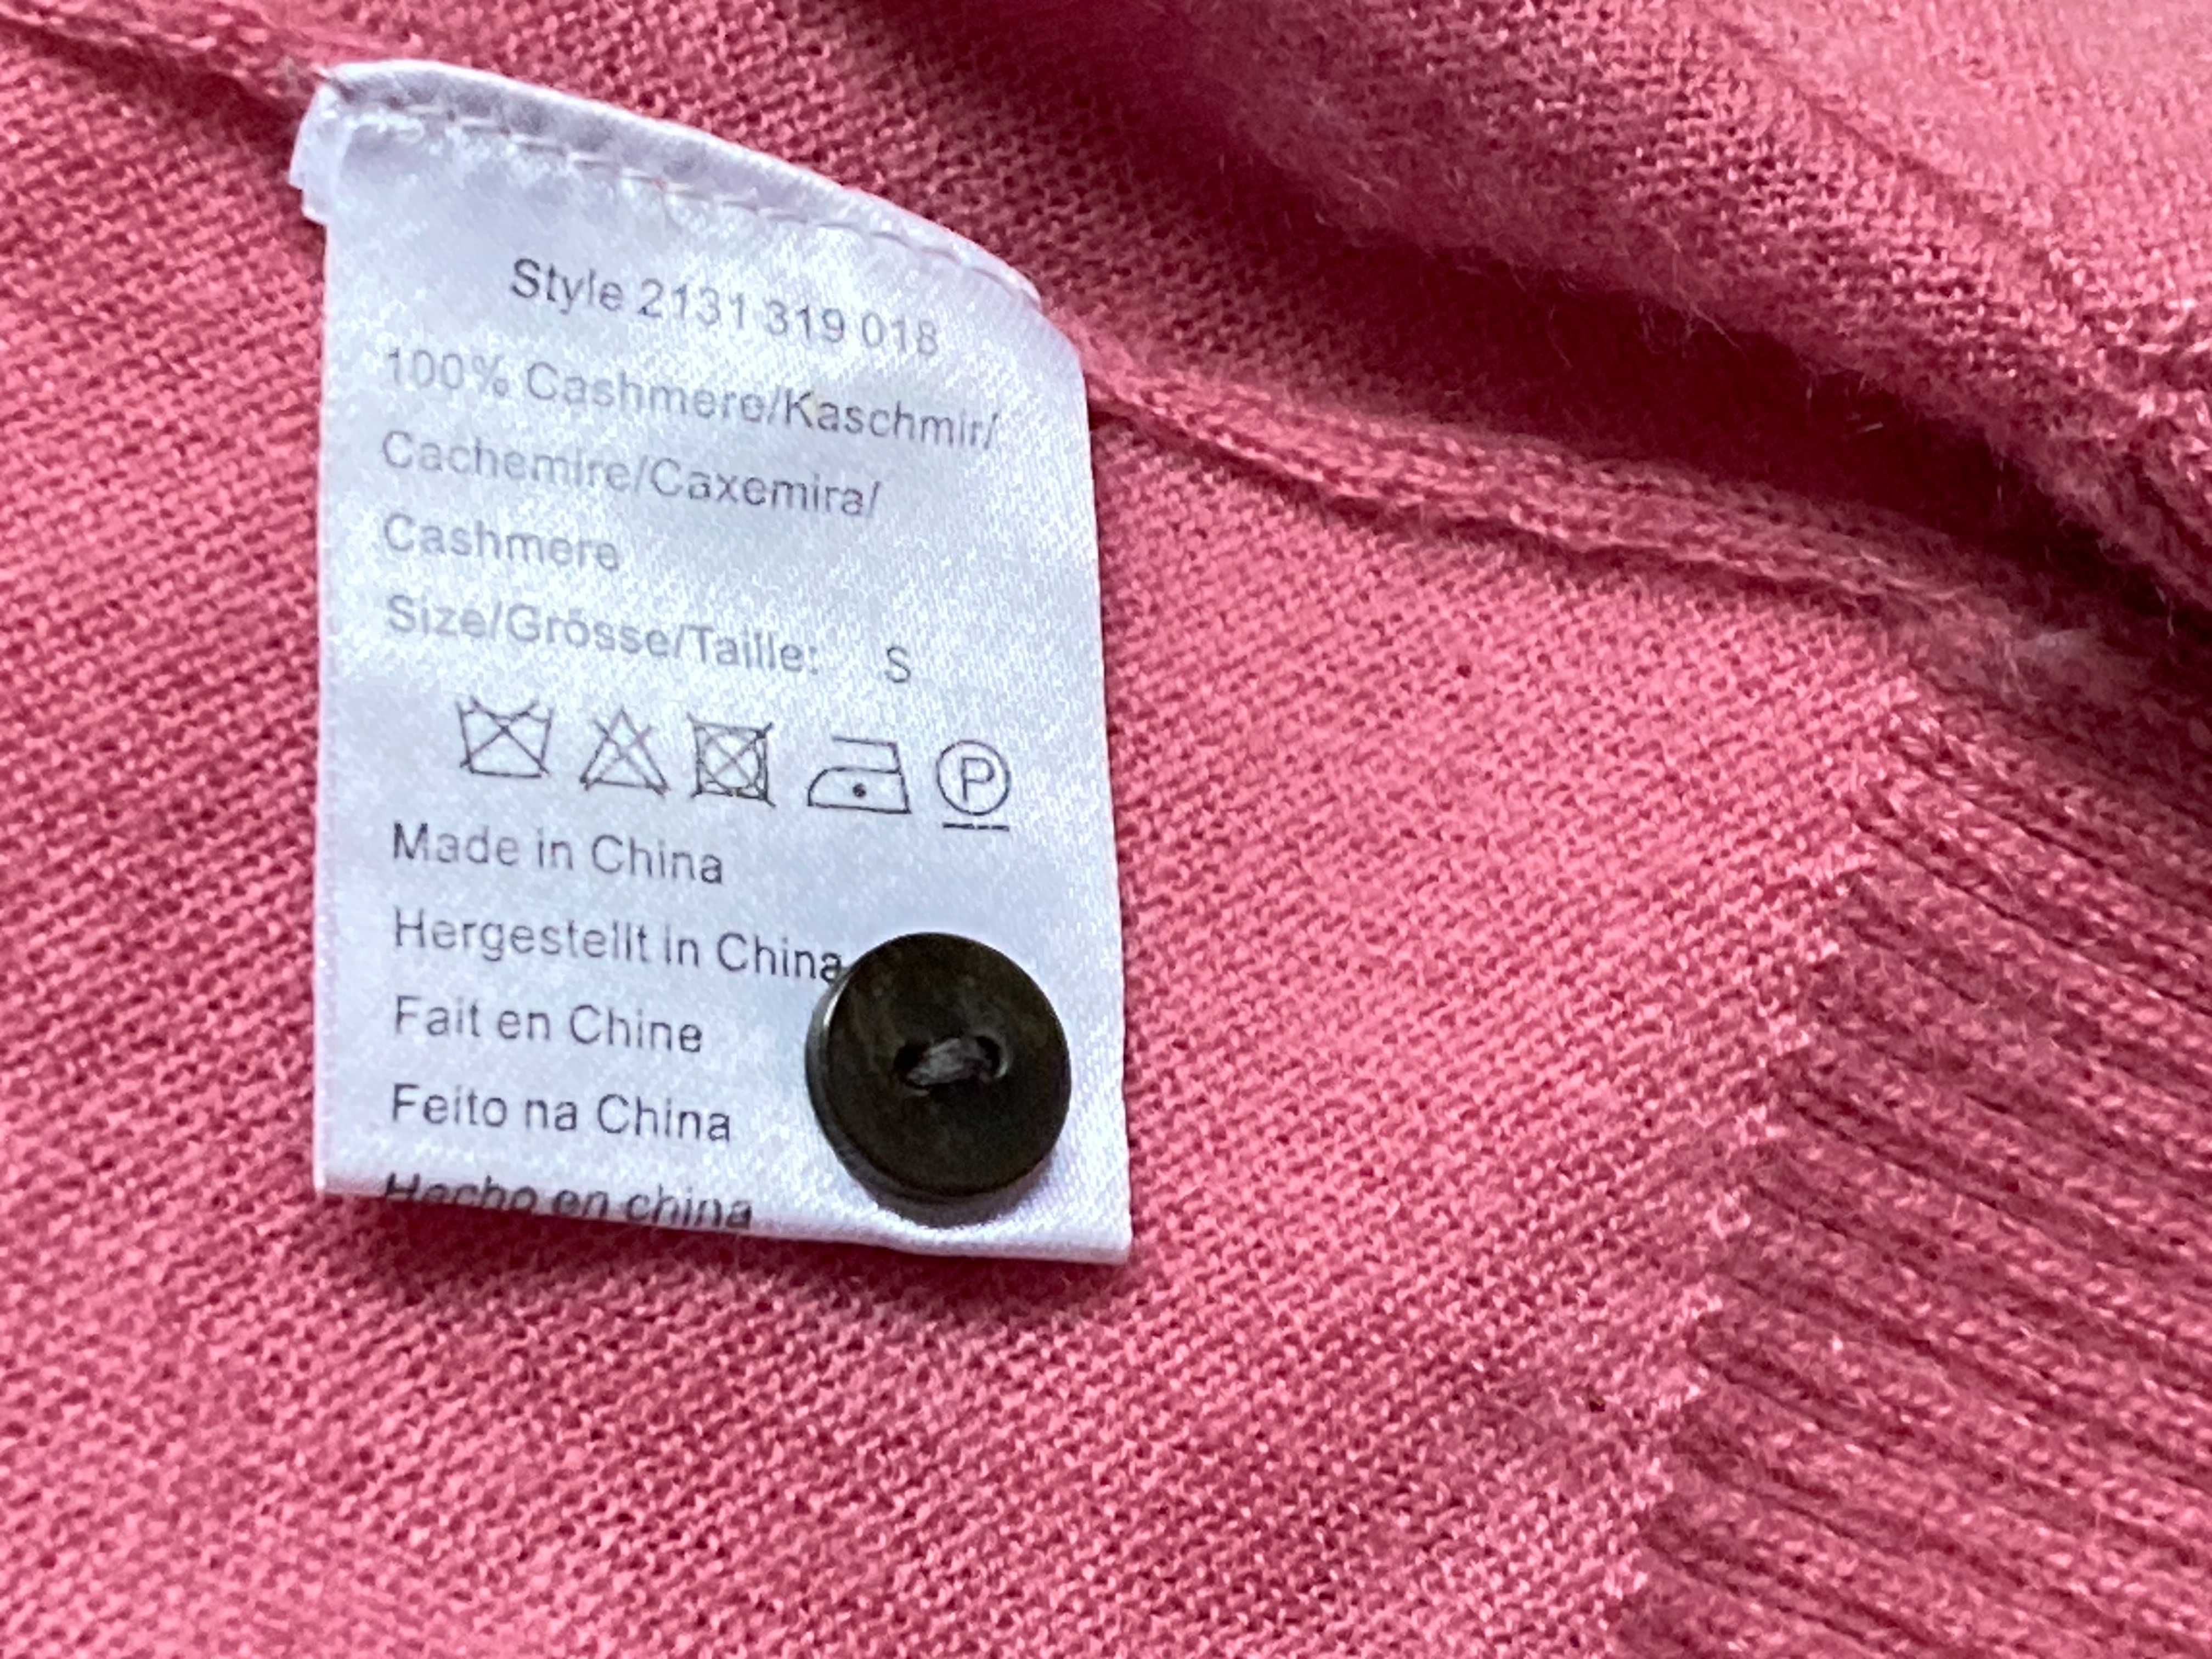 Style 2131 319 018
100% Cashmere/Kaschmir/
Cachemire/Caxemira/
Cashmere
Size/Grösse/Taille: S
P
Made in China
Hergestellt in China
Fait en Chine
Feito na China
Hecho en china